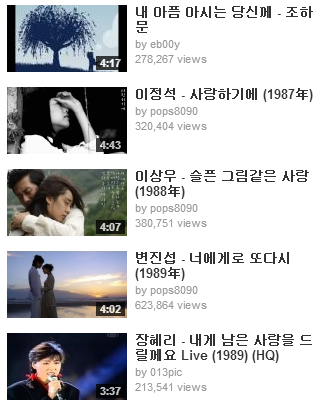 내 아픔 아시는 당신께 - 조하
문
by eb00y
278,267 views
4:17
이정석 - 사랑하기에 (1987年)
by pops8090
320,404 views
4:43
이상우 - 슬픈 그림같은 사랑
(1988年)
by pops8090
380,751 views
4:07
변진섭 - 너에게로 또다시
(1989年)
by pops8090
623,864 views
4:02
장혜리 - 내게 남은 사랑을 드
릴께요 Live (1989) (HQ)
by 013pic
213,541 views
3:37